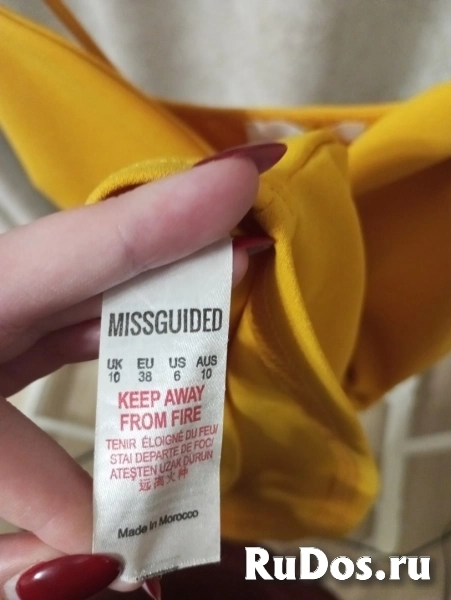 MISSGUIDED
UK EU US AUS
10 38 6 10
KEEP AWAY
FROM FIRE
TENIR ÉLOIGNÉ DU FEU/
STAI DEPARTE DE FOC/
ATEŞTEN UZAK DURUN
远离火种
Made in Morocco
RuDos.ru